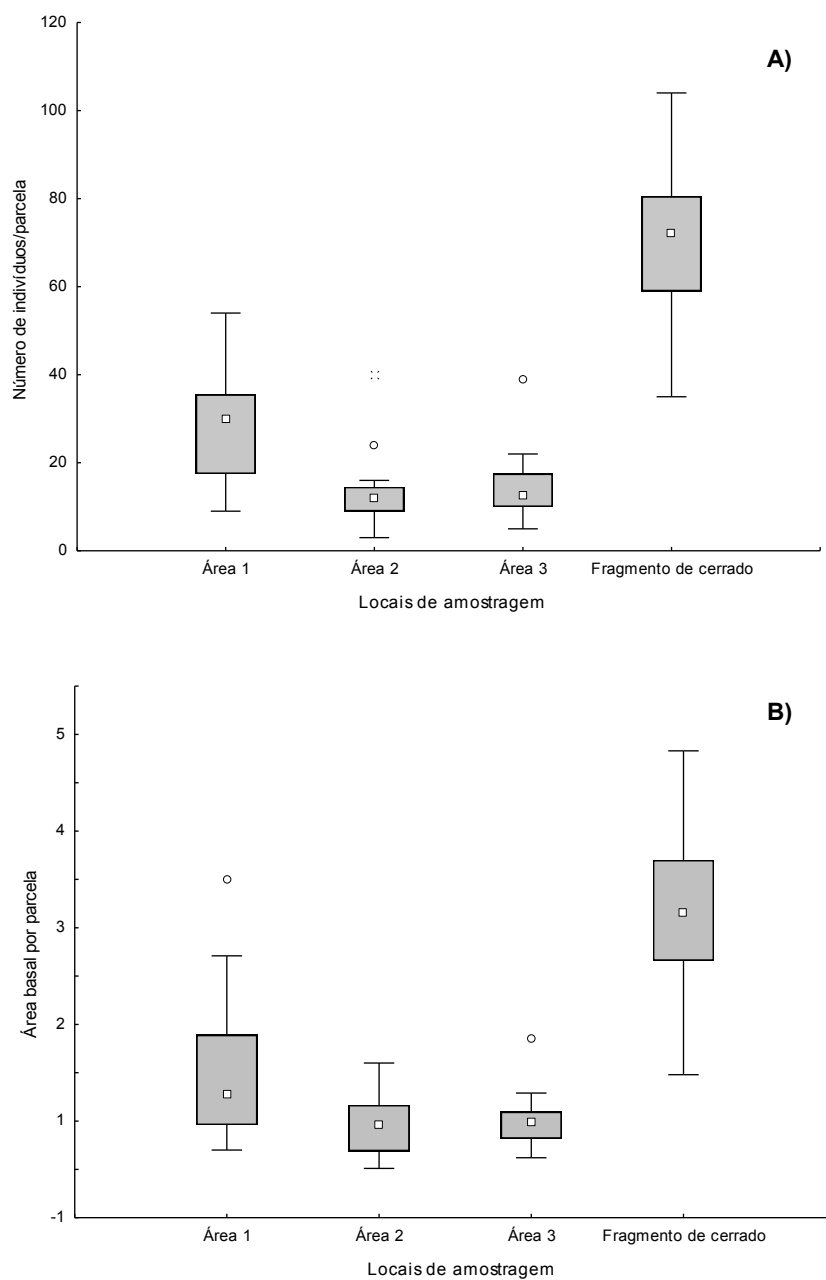 120
A)
100
80
60
40
20
0
Número de indivíduos/parcela
Área 1 Área 2 Área 3 Fragmento de cerrado
Locais de amostragem
B)
5
4
3
2
1
-1
Área basal por parcela
Área 1 Área 2 Área 3 Fragmento de cerrado
Locais de amostragem